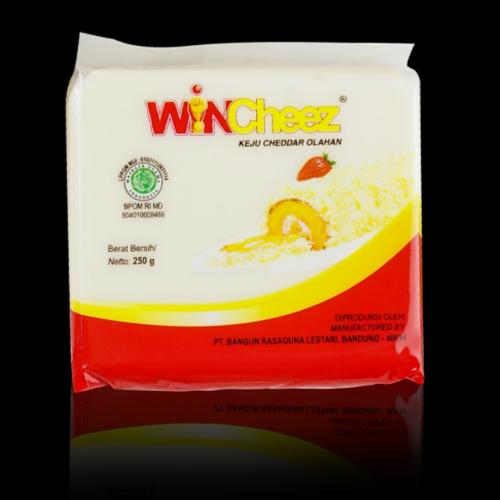 WINCheez®
KEJU CHEDDAR OLAHAN
BPOM RI MD
804010008466
Berat Bersih/
Netto: 250 g
DIPRODUKSI OLEH/
MANUFACTURED BY:
PT. BANGUN RASAGUNA LESTARI, BANDUNG - 40614